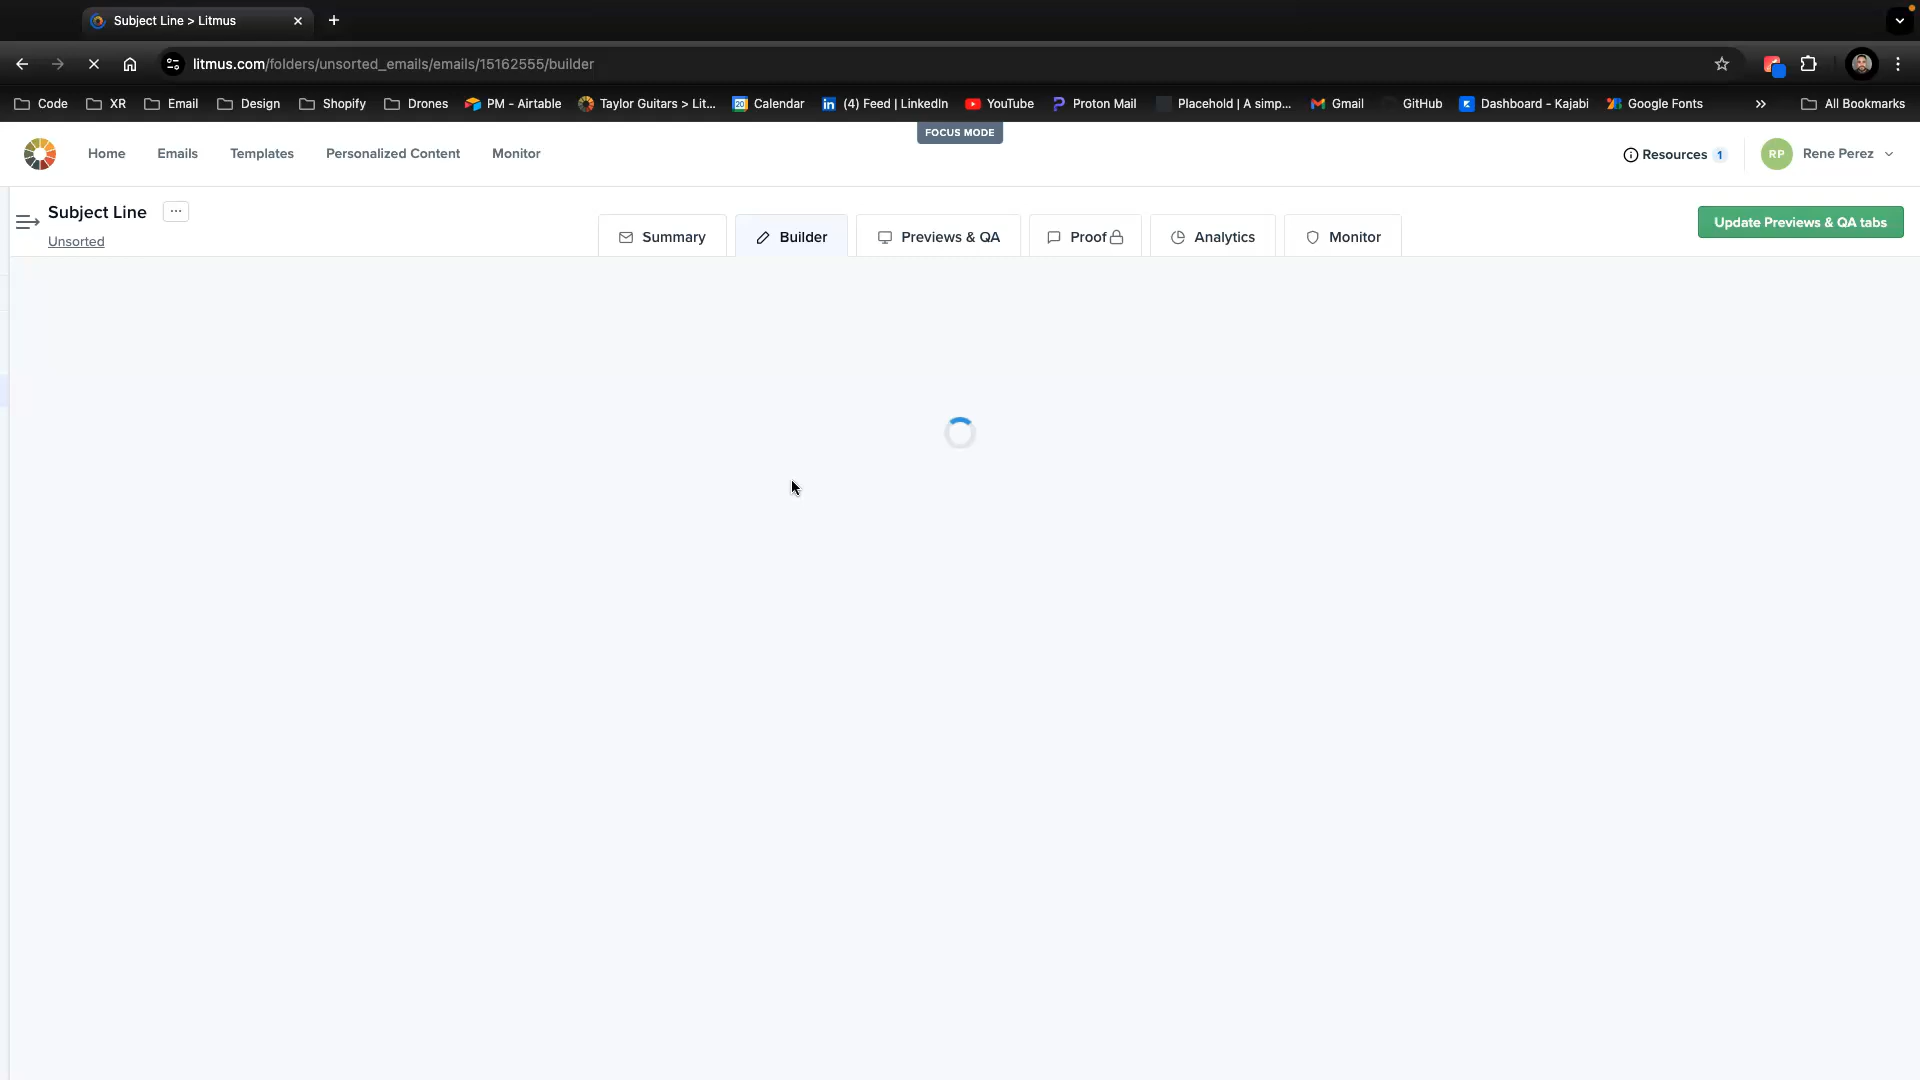 Subject Line > Litmus
litmus.com/folders/unsorted_emails/emails/15162555/builder
Code XR Email Design Shopify Drones PM - Airtable Taylor Guitars > Lit... Calendar (4) Feed | LinkedIn YouTube Proton Mail Placehold | A simp... Gmail GitHub Dashboard - Kajabi Google Fonts » All Bookmarks
FOCUS MODE
Home Emails Templates Personalized Content Monitor Resources 1 RP Rene Perez
Subject Line ...
Unsorted
Summary Builder Previews & QA Proof Analytics Monitor
Update Previews & QA tabs